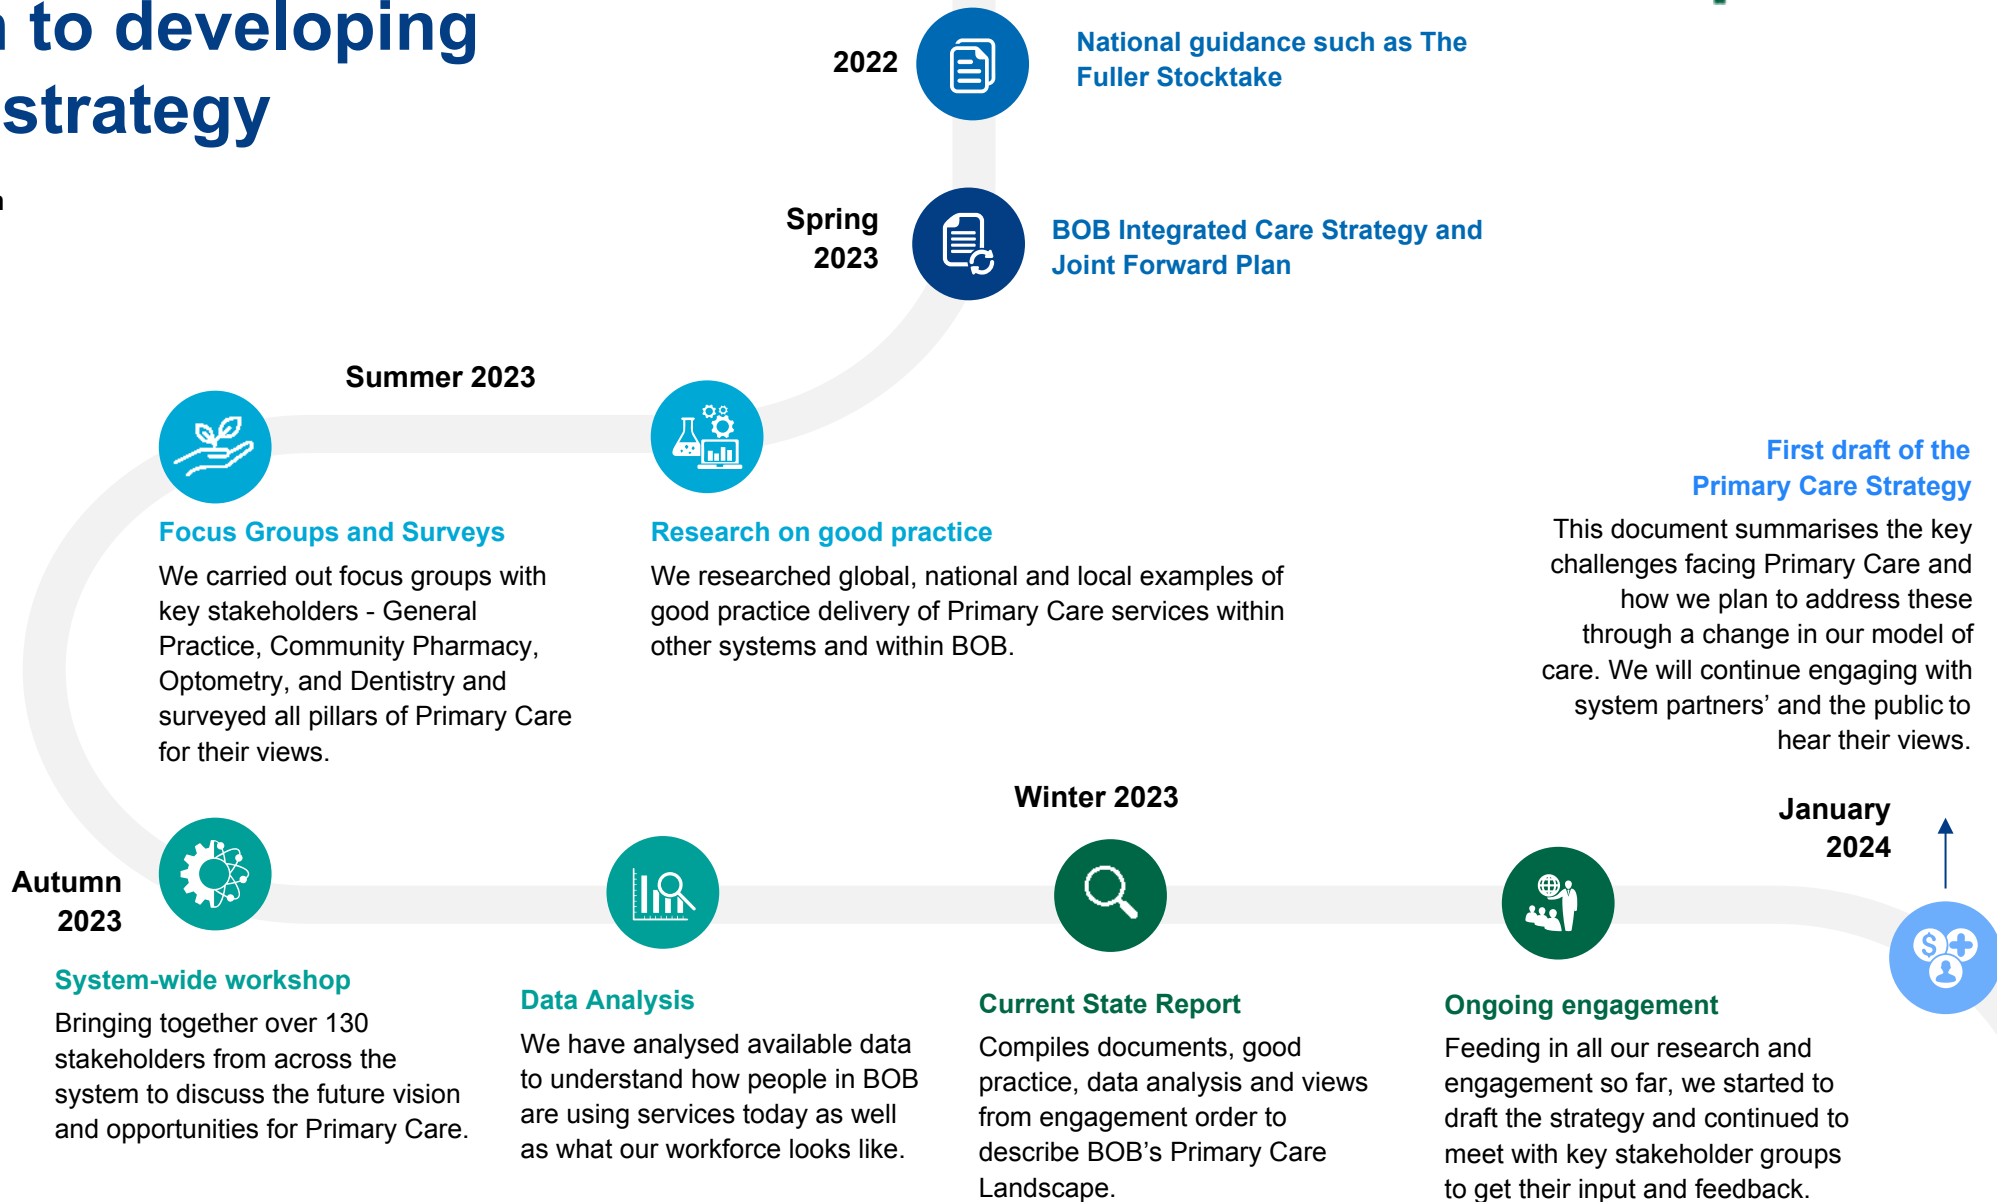 to developing
strategy
2022
National guidance such as The
Fuller Stocktake
Spring
2023
BOB Integrated Care Strategy and
Joint Forward Plan
Summer 2023
Focus Groups and Surveys
We carried out focus groups with
key stakeholders - General
Practice, Community Pharmacy,
Optometry, and Dentistry and
surveyed all pillars of Primary Care
for their views.
Research on good practice
We researched global, national and local examples of
good practice delivery of Primary Care services within
other systems and within BOB.
First draft of the
Primary Care Strategy
This document summarises the key
challenges facing Primary Care and
how we plan to address these
through a change in our model of
care. We will continue engaging with
system partners’ and the public to
hear their views.
January
2024
Autumn
2023
System-wide workshop
Bringing together over 130
stakeholders from across the
system to discuss the future vision
and opportunities for Primary Care.
Data Analysis
We have analysed available data
to understand how people in BOB
are using services today as well
as what our workforce looks like.
Winter 2023
Current State Report
Compiles documents, good
practice, data analysis and views
from engagement order to
describe BOB’s Primary Care
Landscape.
Ongoing engagement
Feeding in all our research and
engagement so far, we started to
draft the strategy and continued to
meet with key stakeholder groups
to get their input and feedback.